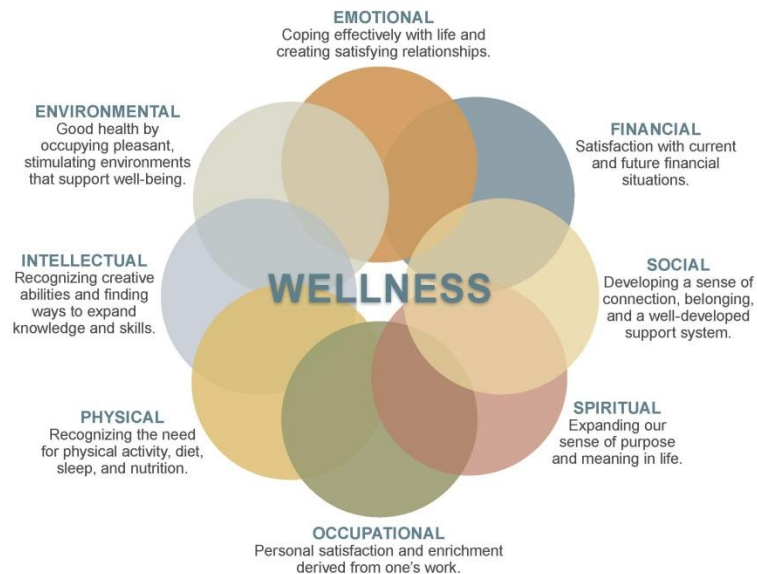 EMOTIONAL
Coping effectively with life and
creating satisfying relationships.
ENVIRONMENTAL
Good health by
occupying pleasant,
stimulating environments
that support well-being.
FINANCIAL
Satisfaction with current
and future financial
situations.
INTELLECTUAL
Recognizing creative
abilities and finding
ways to expand
knowledge and skills.
WELLNESS
SOCIAL
Developing a sense of
connection, belonging,
and a well-developed
support system.
PHYSICAL
Recognizing the need
for physical activity, diet,
sleep, and nutrition.
SPIRITUAL
Expanding our
sense of purpose
and meaning in life.
OCCUPATIONAL
Personal satisfaction and enrichment
derived from one's work.